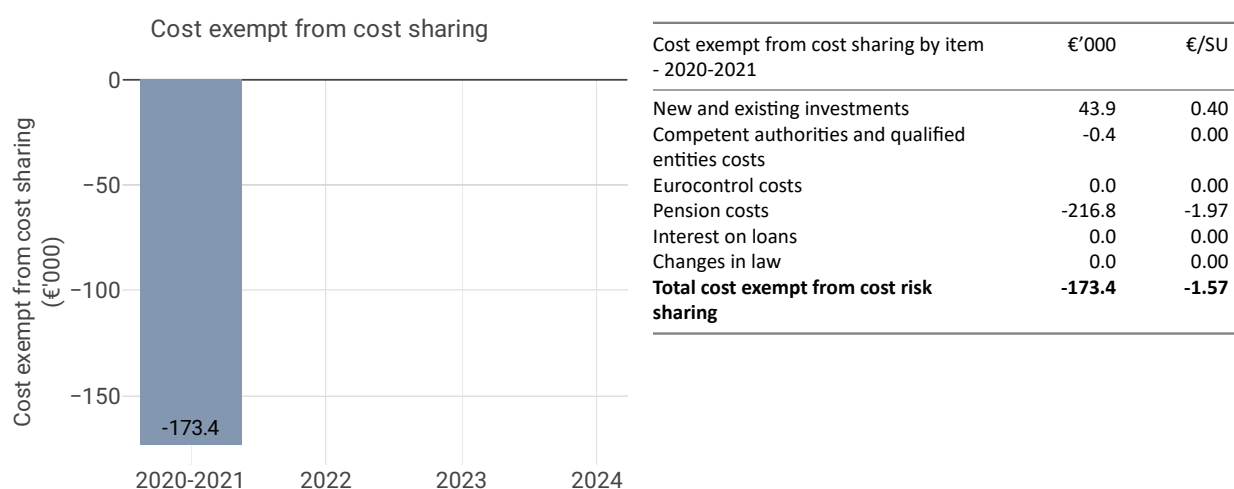 Cost exempt from cost sharing
Cost exempt from cost sharing
(€'000)
0
−50
−100
−150
-173.4
2020-2021 2022 2023 2024
Cost exempt from cost sharing by item €’000 €/SU
- 2020-2021
New and existing investments 43.9 0.40
Competent authorities and qualified -0.4 0.00
entities costs
Eurocontrol costs 0.0 0.00
Pension costs -216.8 -1.97
Interest on loans 0.0 0.00
Changes in law 0.0 0.00
Total cost exempt from cost risk -173.4 -1.57
sharing